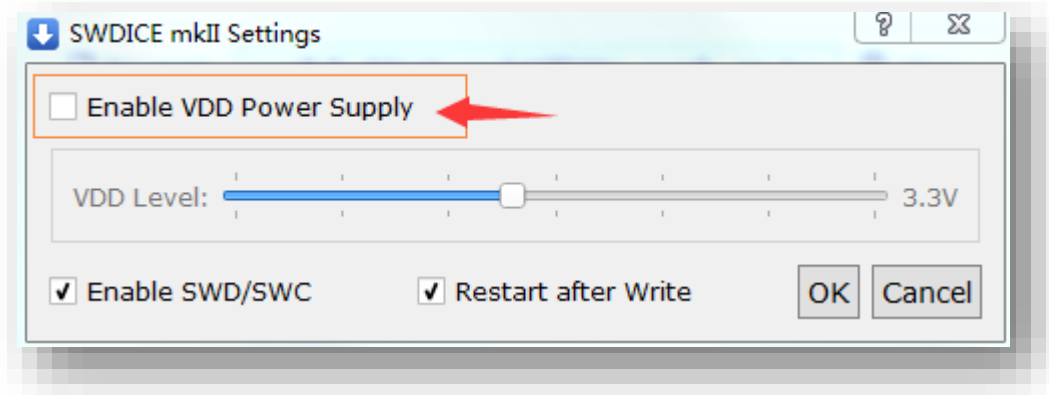 SWDICE mkII Settings
Enable VDD Power Supply
VDD Level: 3.3V
Enable SWD/SWC Restart after Write OK Cancel